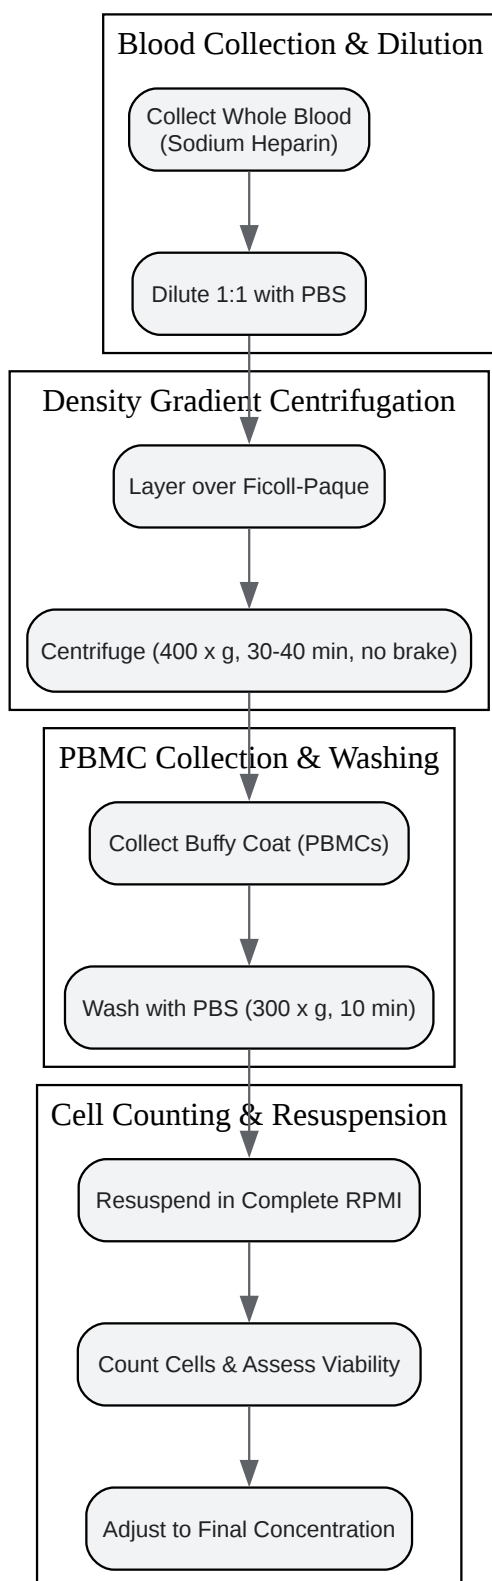 Blood Collection & Dilution
Collect Whole Blood
(Sodium Heparin)
Dilute 1:1 with PBS
Density Gradient Centrifugation
Layer over Ficoll-Paque
Centrifuge (400 x g, 30-40 min, no brake)
PBMC Collection & Washing
Collect Buffy Coat (PBMCs)
Wash with PBS (300 x g, 10 min)
Cell Counting & Resuspension
Resuspend in Complete RPMI
Count Cells & Assess Viability
Adjust to Final Concentration